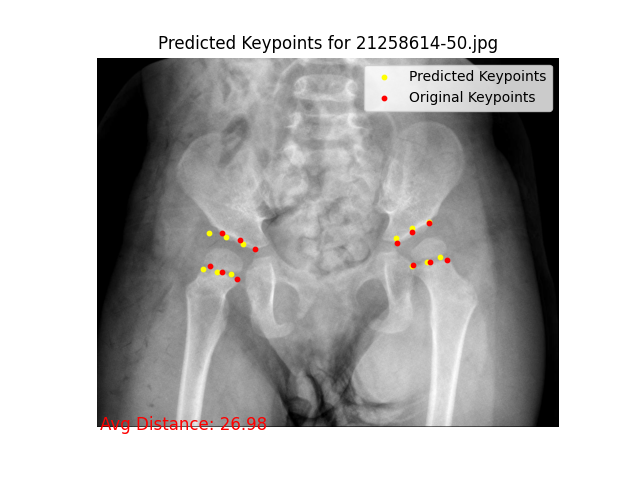 Predicted Keypoints for 21258614-50.jpg
Predicted Keypoints
Original Keypoints
Avg Distance: 26.98